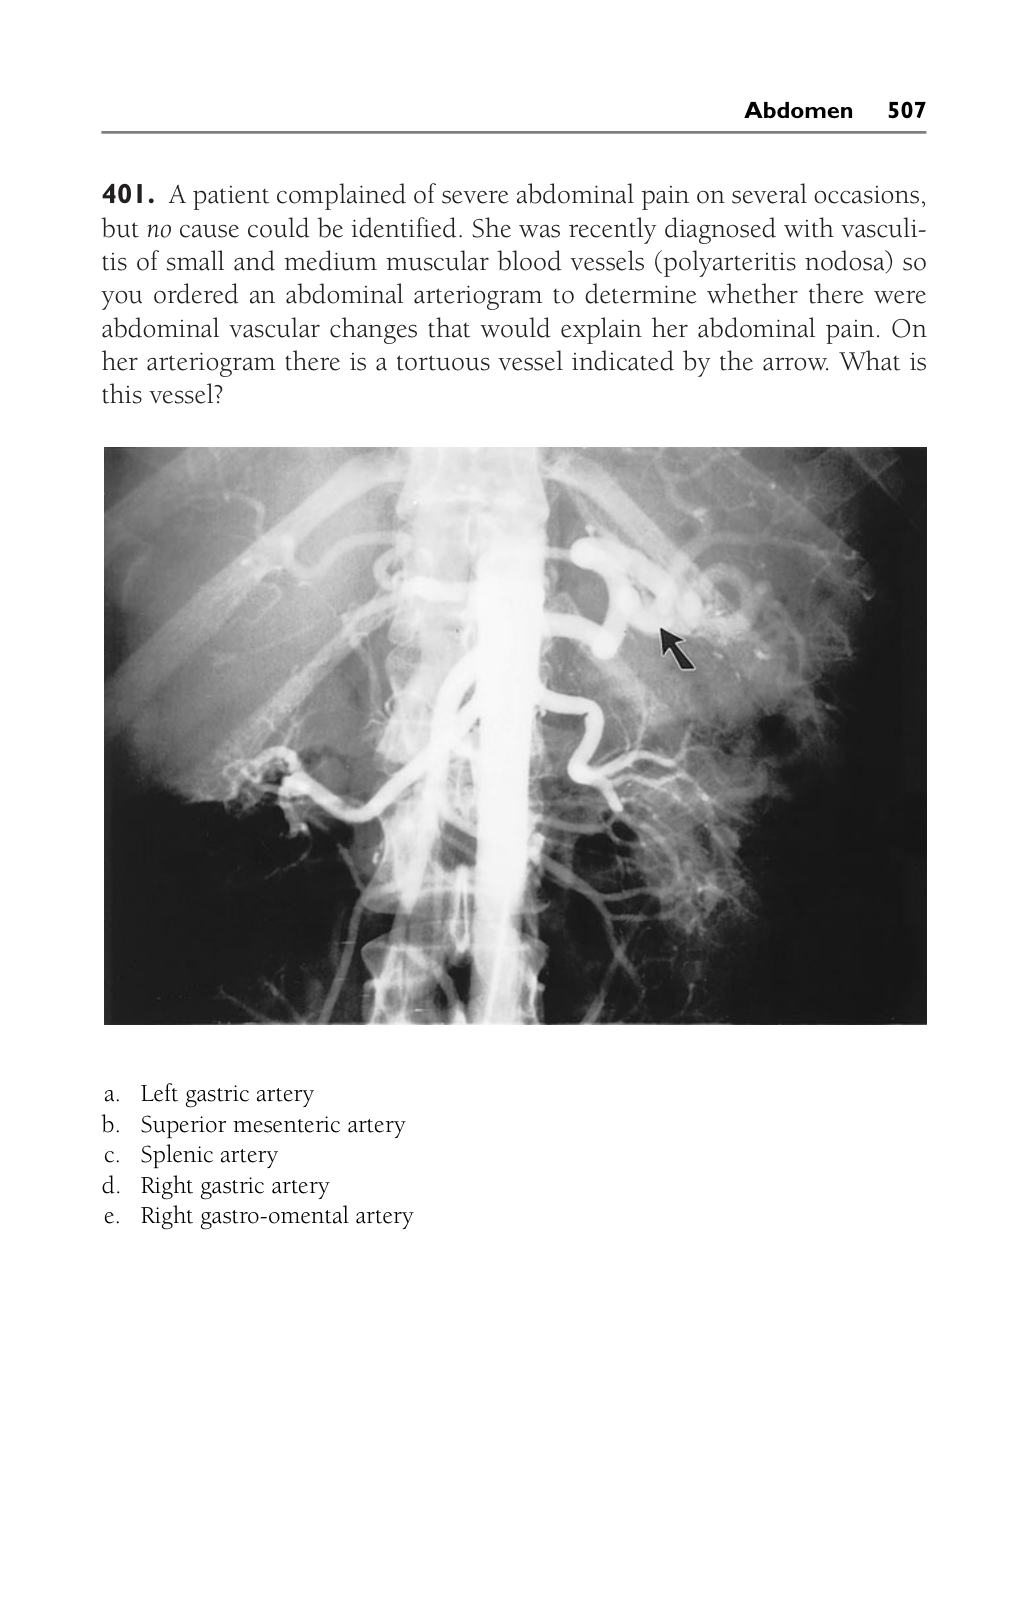 Abdomen 507
401. A patient complained of severe abdominal pain on several occasions,
but no cause could be identified. She was recently diagnosed with vasculi-
tis of small and medium muscular blood vessels (polyarteritis nodosa) so
you ordered an abdominal arteriogram to determine whether there were
abdominal vascular changes that would explain her abdominal pain. On
her arteriogram there is a tortuous vessel indicated by the arrow. What is
this vessel?
a. Left gastric artery
b. Superior mesenteric artery
c. Splenic artery
d. Right gastric artery
e. Right gastro-omental artery